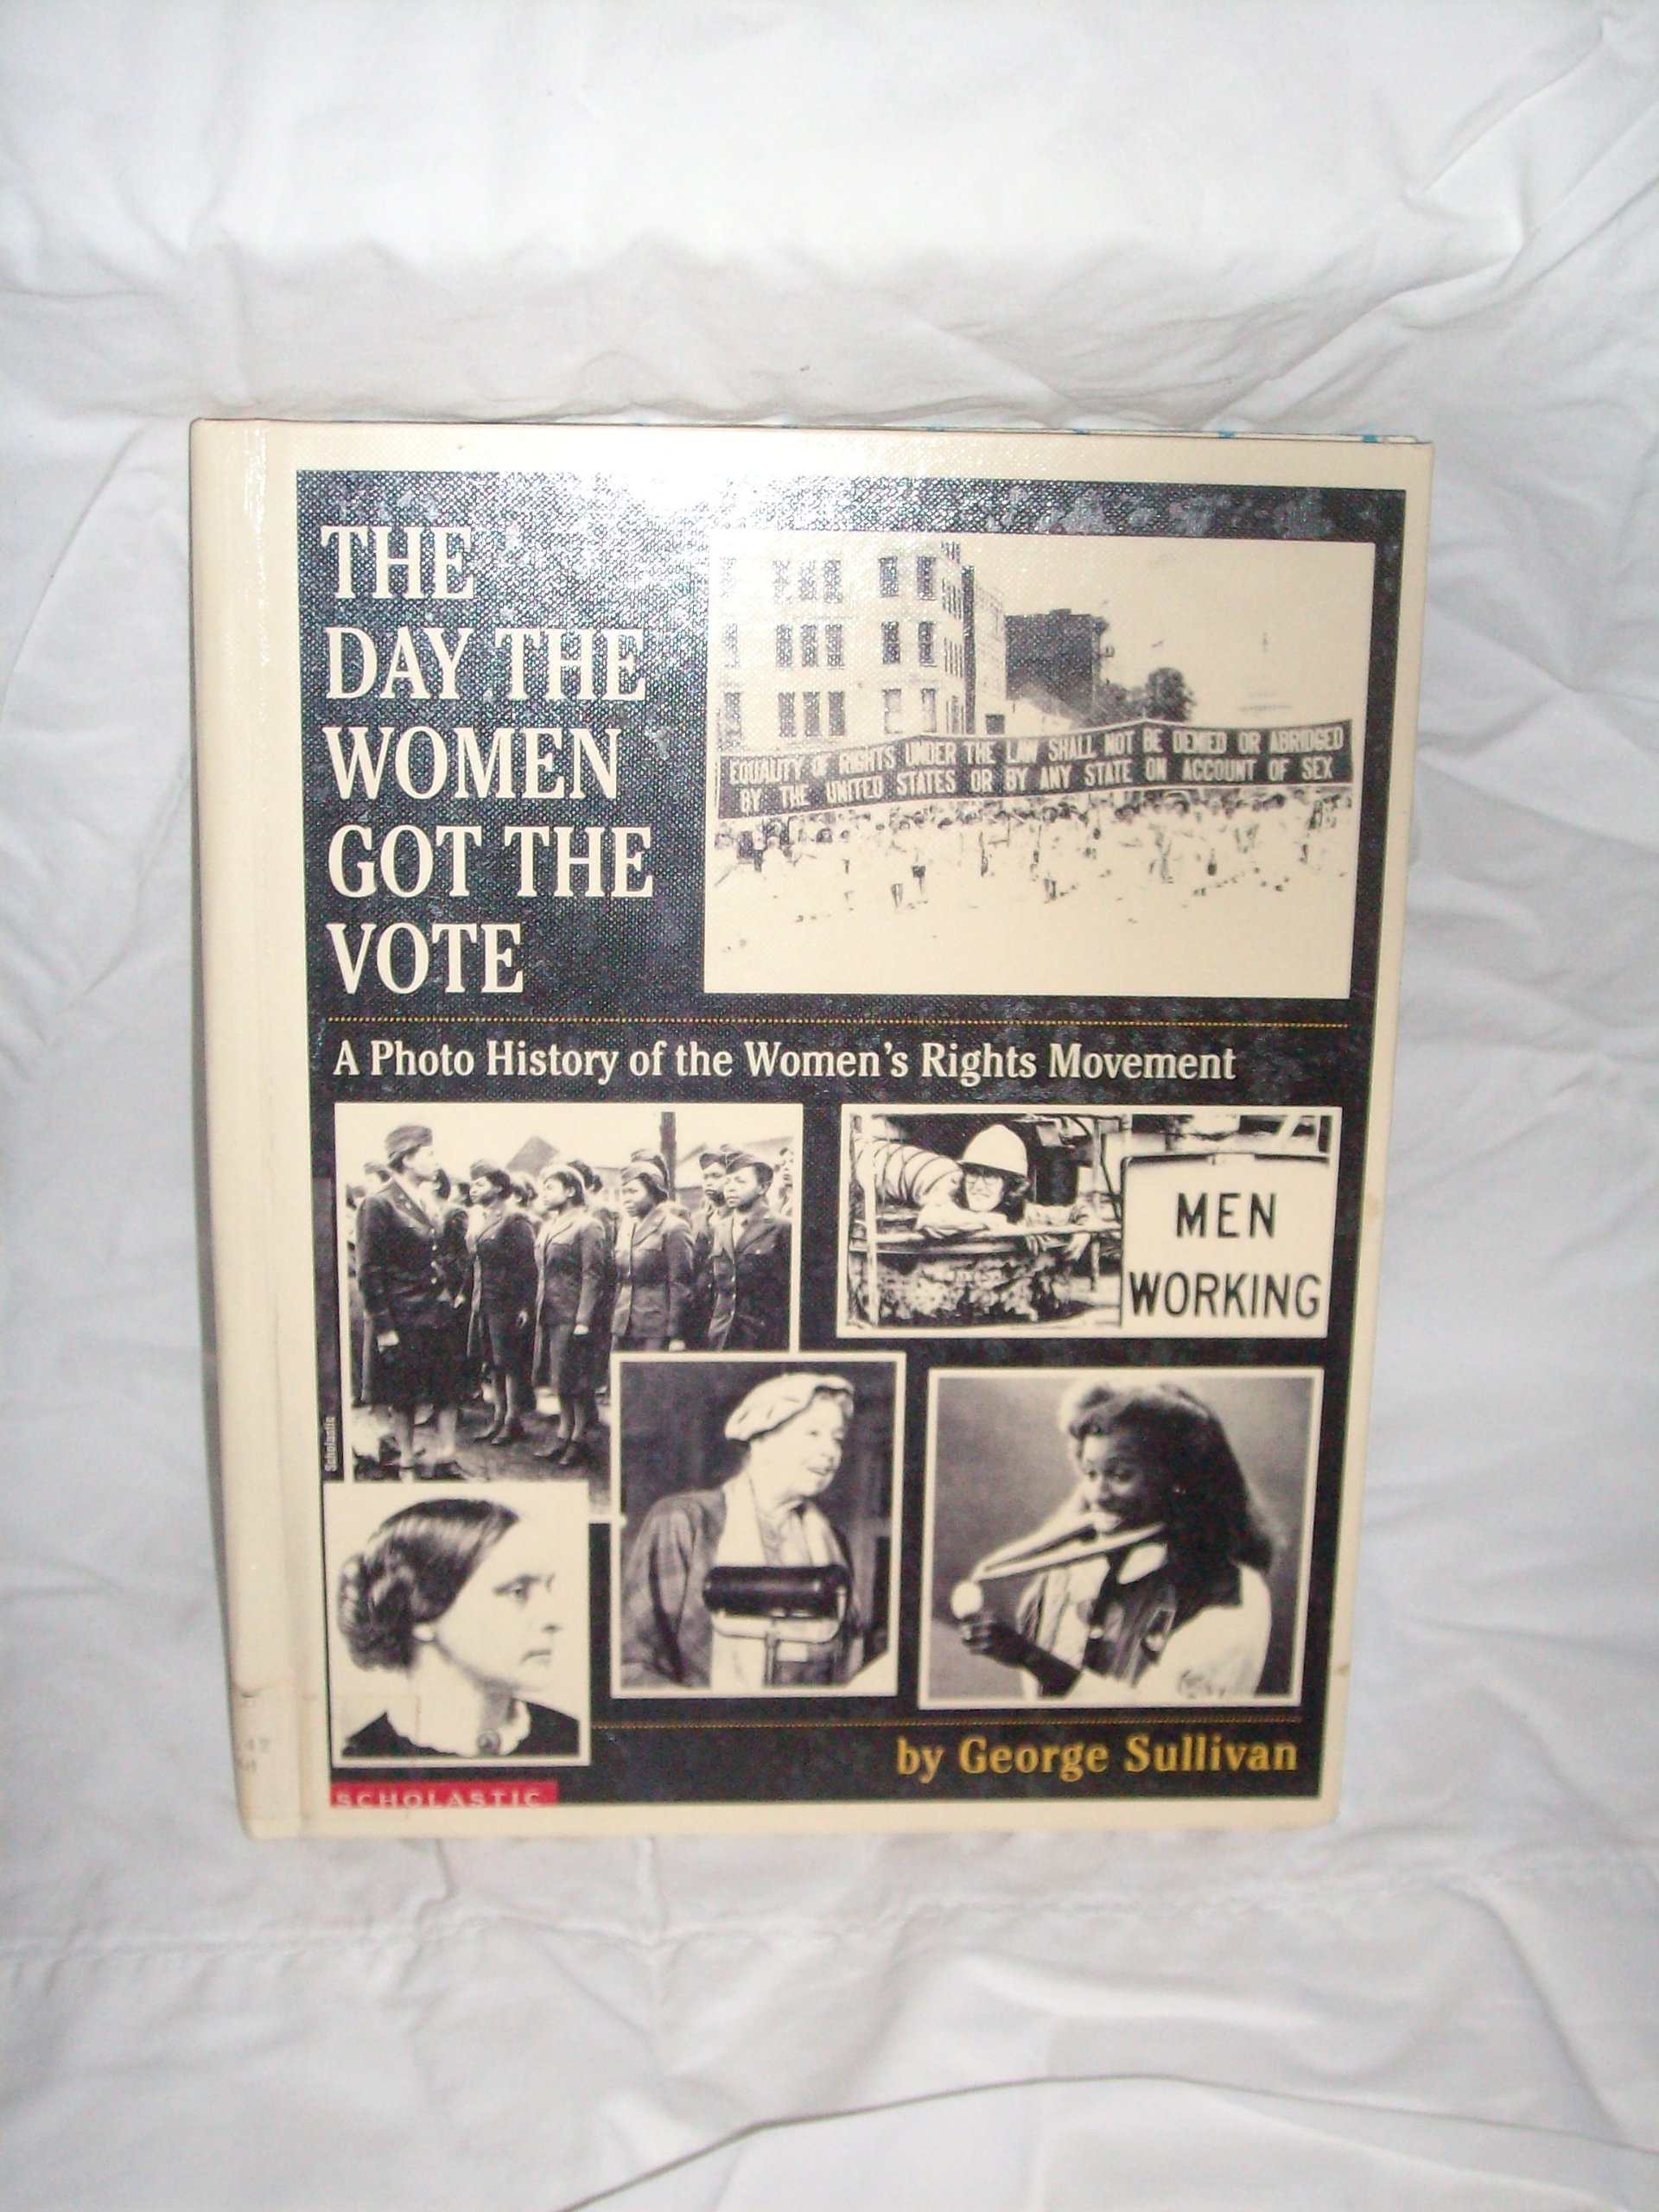 THE
DAY THE
WOMEN
GOT THE
VOTE
EQUALITY OF RIGHTS UNDER THE LAW SHALL NOT BE DENIED OR ABRIDGED
BY THE UNITED STATES OR BY ANY STATE ON ACCOUNT OF SEX
A Photo History of the Women's Rights Movement
MEN
WORKING
Scholastic
by George Sullivan
SCHOLASTIC